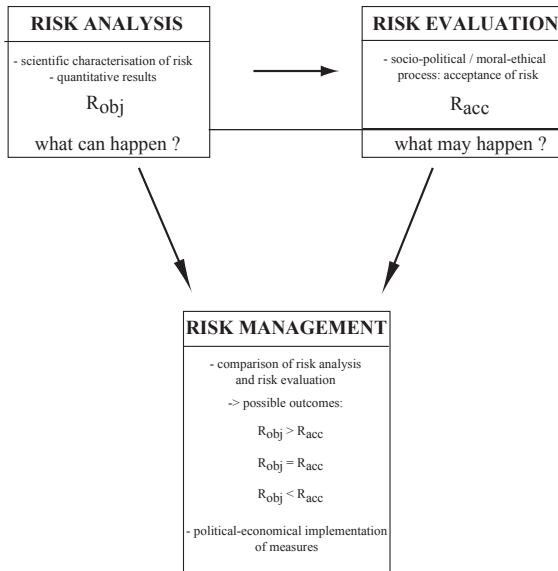 RISK ANALYSIS
- scientific characterisation of risk
- quantitative results
Robj
what can happen ?
RISK EVALUATION
- socio-political / moral-ethical
process: acceptance of risk
Racc
what may happen ?
RISK MANAGEMENT
- comparison of risk analysis
and risk evaluation
-> possible outcomes:
Robj > Racc
Robj = Racc
Robj < Racc
- political-economical implementation
of measures